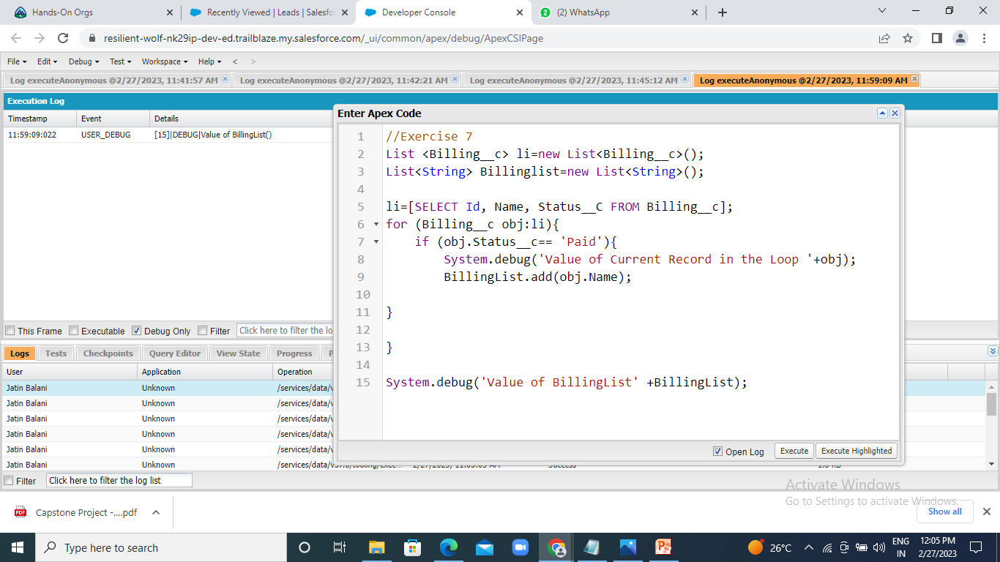 Hands-On Orgs
Recently Viewed | Leads | Salesfo
Developer Console
(2) WhatsApp
resilient-wolf-nk29ip-dev-ed.trailblaze.my.salesforce.com/_ui/common/apex/debug/ApexCSIPage
File Edit Debug Test Workspace Help < >
Log executeAnonymous @2/27/2023, 11:41:57 AM
Log executeAnonymous @2/27/2023, 11:42:21 AM
Log executeAnonymous @2/27/2023, 11:45:12 AM
Log executeAnonymous @2/27/2023, 11:59:09 AM
Execution Log
Timestamp Event Details
11:59:09:022 USER_DEBUG [15]|DEBUG|Value of BillingList()
Enter Apex Code
1 //Exercise 7
2 List <Billing__c> li=new List<Billing__c>();
3 List<String> Billinglist=new List<String>();
4
5 li=[SELECT Id, Name, Status__C FROM Billing__c];
6 for (Billing__c obj:li){
7 if (obj.Status__c== 'Paid'){
8 System.debug('Value of Current Record in the Loop '+obj);
9 BillingList.add(obj.Name);
10
11 }
12
13 }
14
15 System.debug('Value of BillingList' +BillingList);
Open Log Execute Execute Highlighted
This Frame Executable Debug Only Filter Click here to filter the lo
Logs Tests Checkpoints Query Editor View State Progress P
User Application Operation
Jatin Balani Unknown /services/data/v
Jatin Balani Unknown /services/data/v
Jatin Balani Unknown /services/data/v
Jatin Balani Unknown /services/data/v
Jatin Balani Unknown /services/data/v
Jatin Balani Unknown
Filter Click here to filter the log list
Activate Windows
Go to Settings to activate Windows.
PDF
Capstone Project -....pdf
Show all
Type here to search
26°C
ENG
IN
12:05 PM
2/27/2023